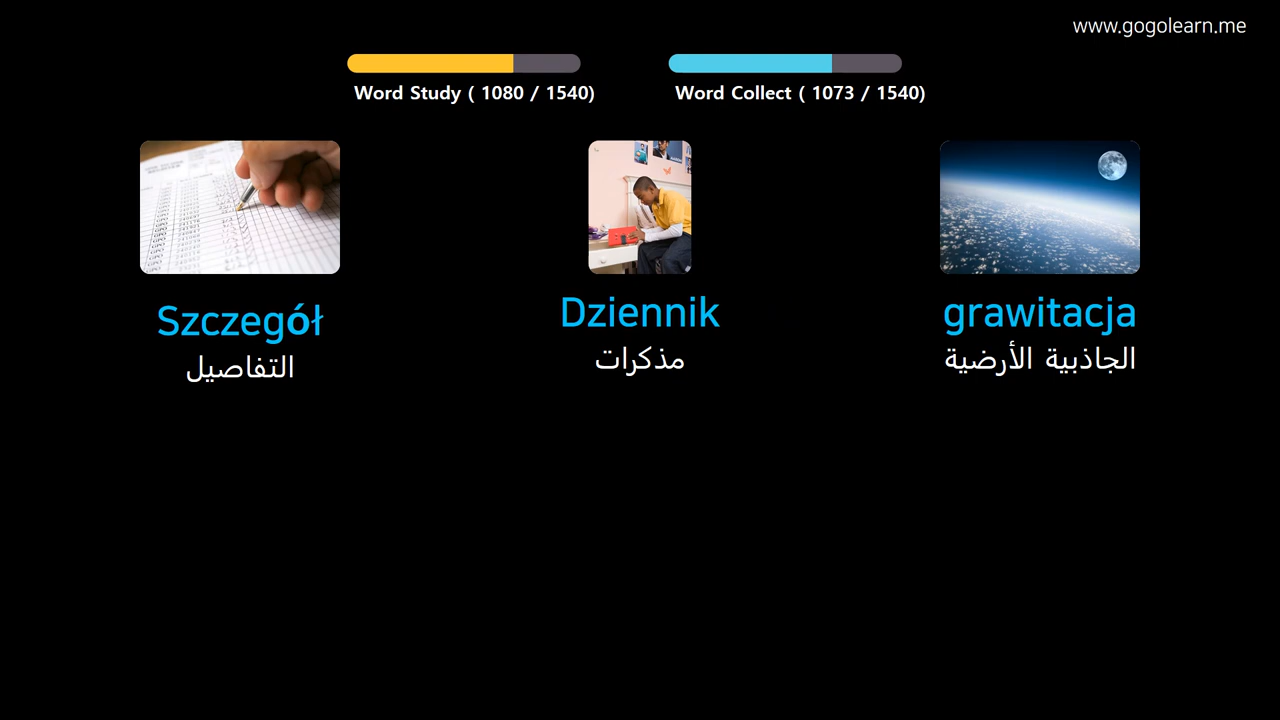 www.gogolearn.me
Word Study ( 1080 / 1540)
Word Collect ( 1073 / 1540)
Szczegół
Dziennik
grawitacja
التفاصيل
مذكرات
الجاذبية الأرضية